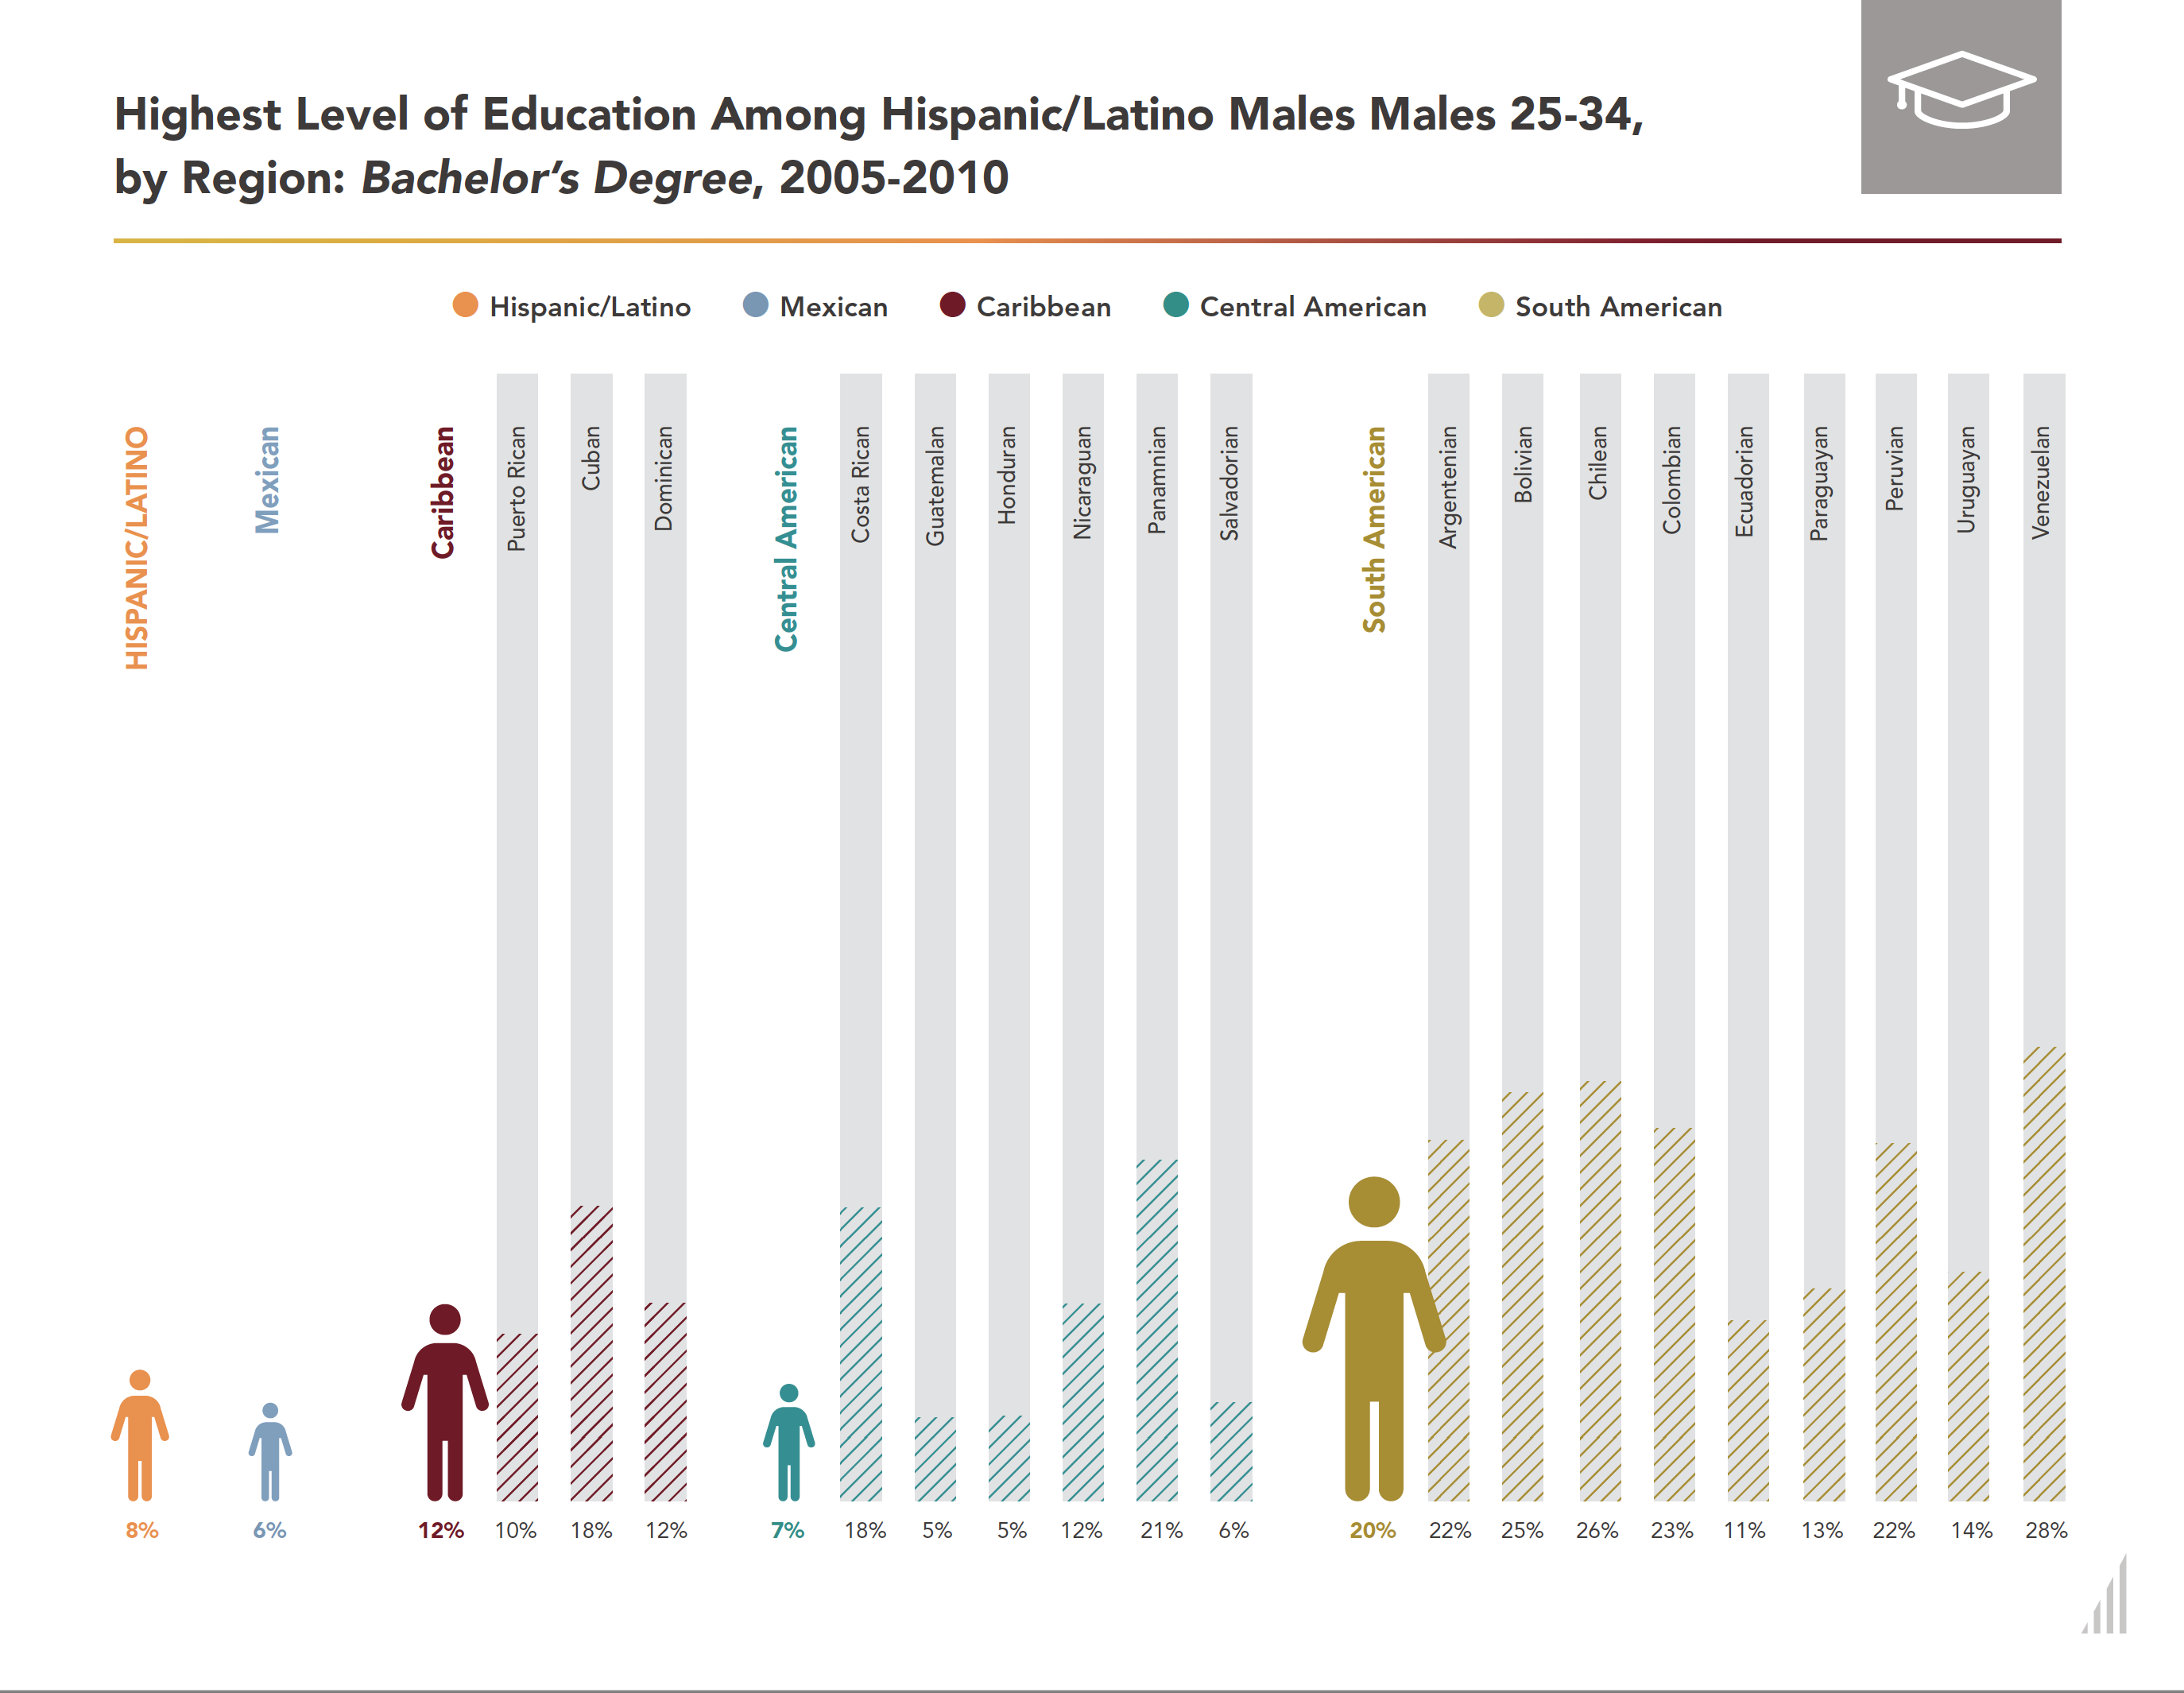 Highest Level of Education Among Hispanic/Latino Males Males 25-34,
by Region: Bachelor’s Degree, 2005-2010
Hispanic/Latino
Mexican
Caribbean
Central American
South American
HISPANIC/LATINO
Mexican
Caribbean
Puerto Rican
Cuban
Dominican
Central American
Costa Rican
Guatemalan
Honduran
Nicaraguan
Panamnian
Salvadorian
South American
Argentenian
Bolivian
Chilean
Colombian
Ecuadorian
Paraguayan
Peruvian
Uruguayan
Venezuelan
8%
6%
12%
10%
18%
12%
7%
18%
5%
5%
12%
21%
6%
20%
22%
25%
26%
23%
11%
13%
22%
14%
28%